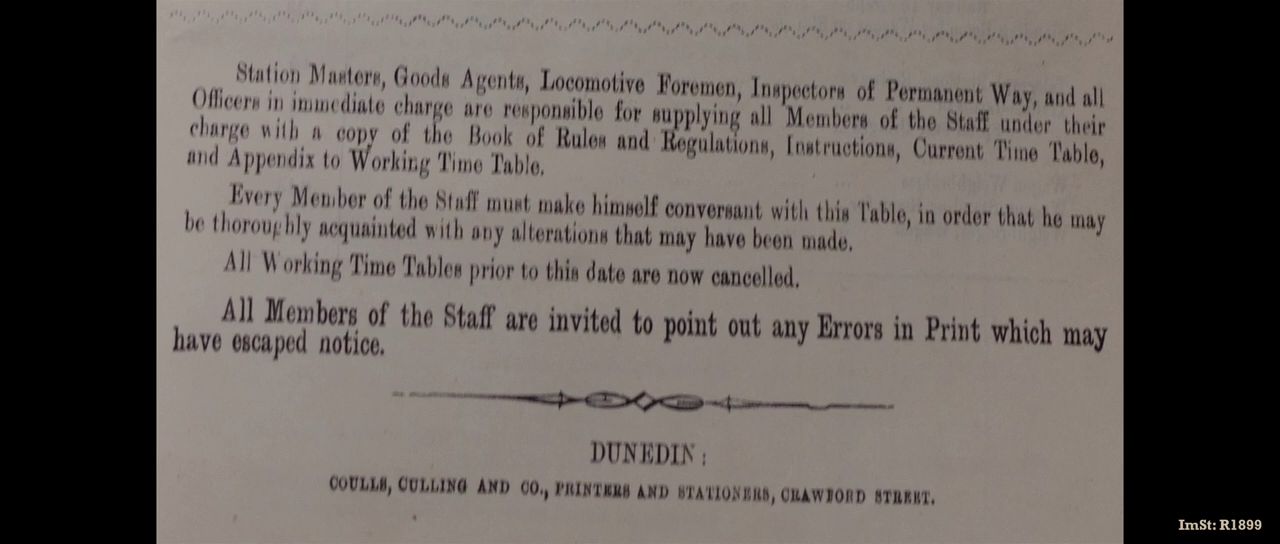 Station Masters, Goods Agents, Locomotive Foremen, Inspectors of Permanent Way, and all
Officers in immediate charge are responsible for supplying all Members of the Staff under their
charge with a copy of the Book of Rules and Regulations, Instructions, Current Time Table,
and Appendix to Working Time Table.
Every Member of the Staff must make himself conversant with this Table, in order that he may
be thoroughly acquainted with any alterations that may have been made.
All Working Time Tables prior to this date are now cancelled.
All Members of the Staff are invited to point out any Errors in Print which may
have escaped notice.
DUNEDIN:
COULLS, CULLING AND CO., PRINTERS AND STATIONERS, CRAWFORD STREET.
ImSt: R1899